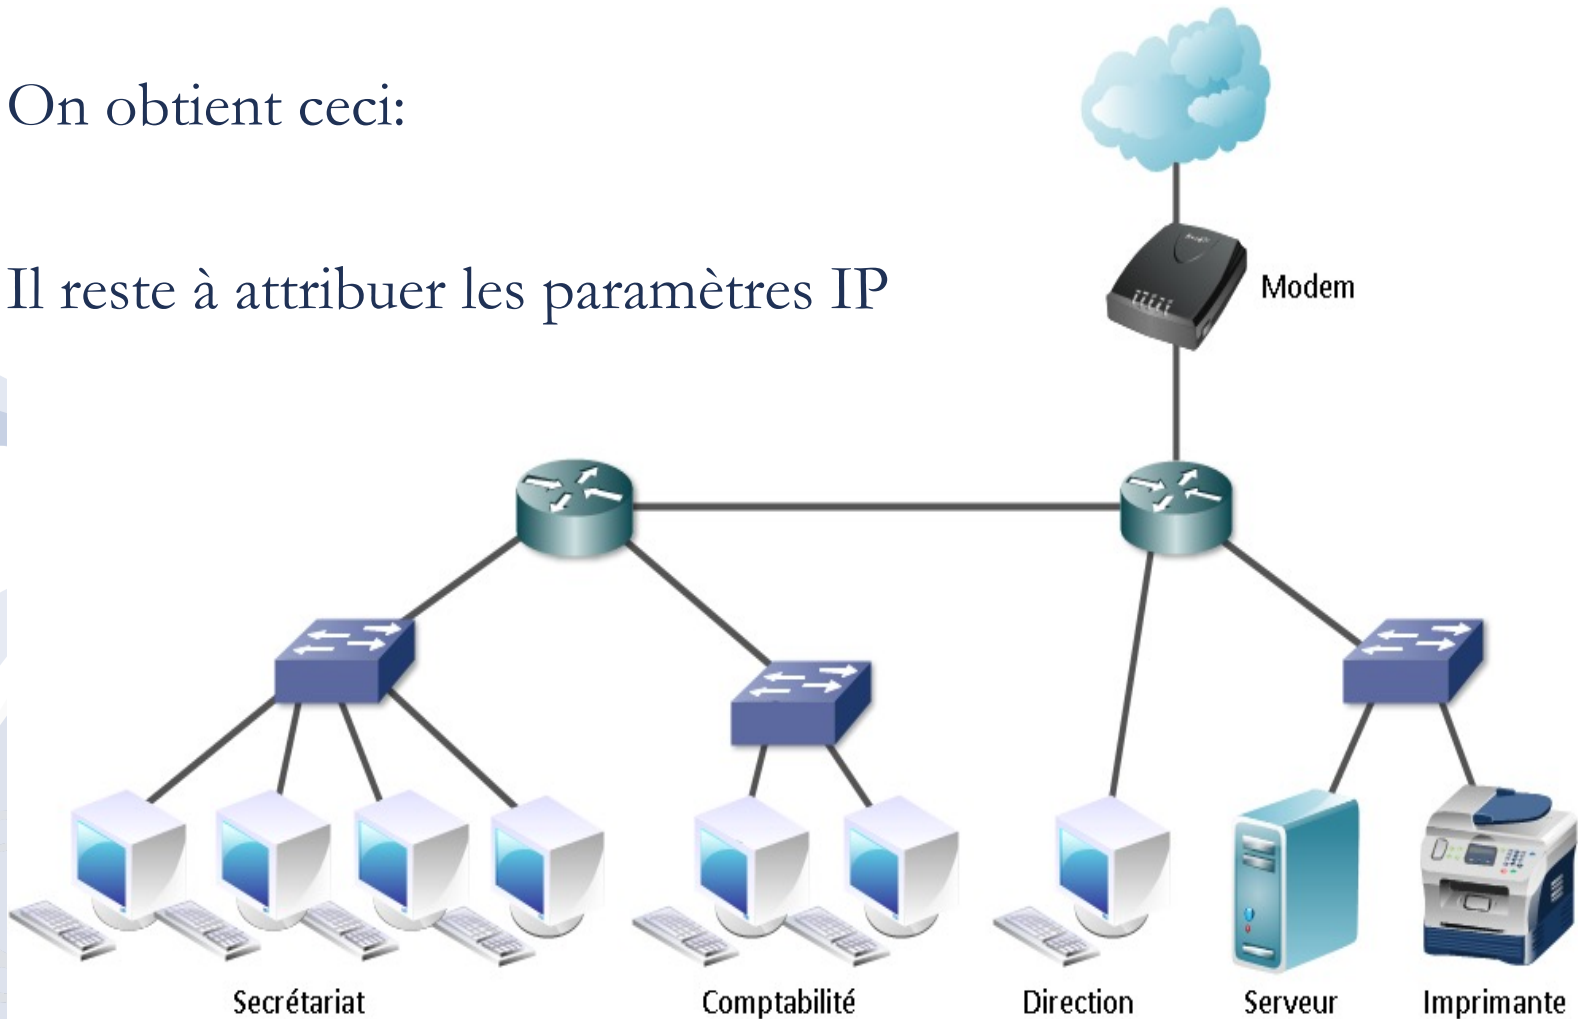 On obtient ceci:
Il reste à attribuer les paramètres IP
Modem
Secrétariat
Comptabilité
Direction
Serveur
Imprimante